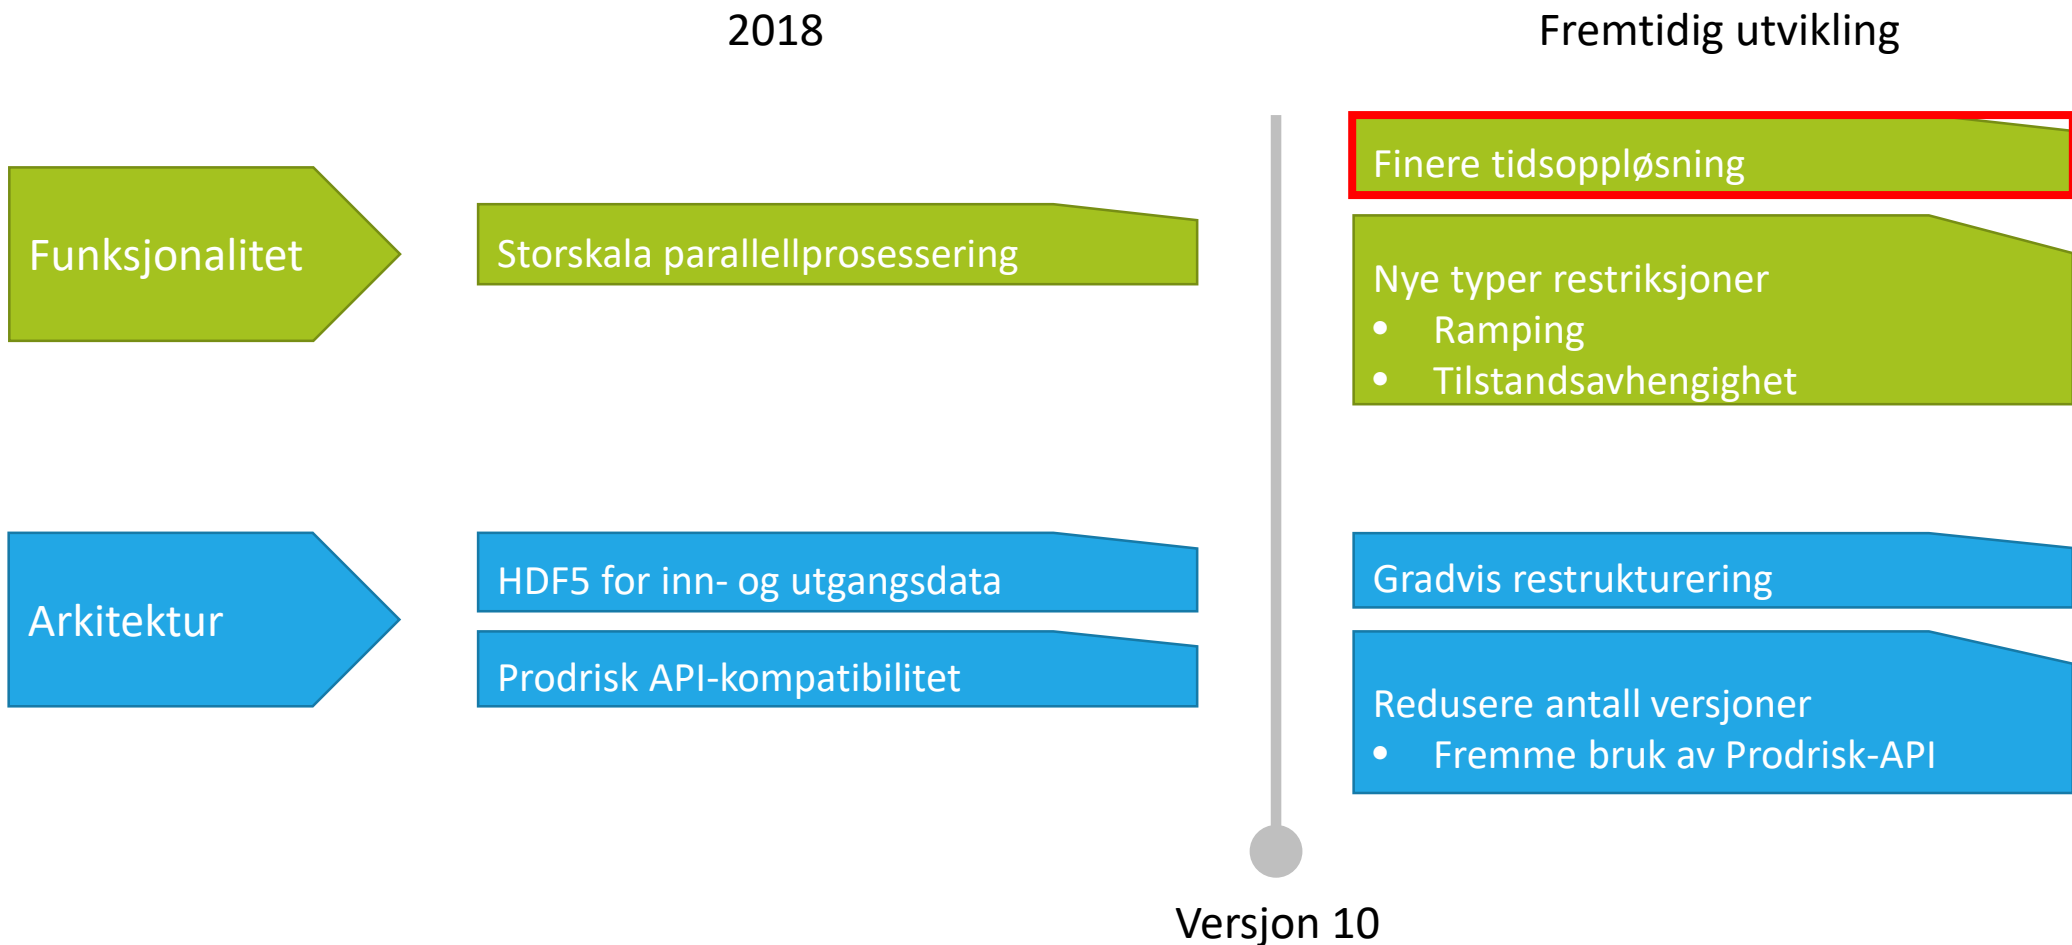 2018
Fremtidig utvikling
Funksjonalitet
Storskala parallellprosessering
Finere tidsoppløsning
Nye typer restriksjoner
• Ramping
• Tilstandsavhengighet
Arkitektur
HDF5 for inn- og utgangsdata
Prodrisk API-kompatibilitet
Gradvis restrukturering
Redusere antall versjoner
• Fremme bruk av Prodrisk-API
Versjon 10